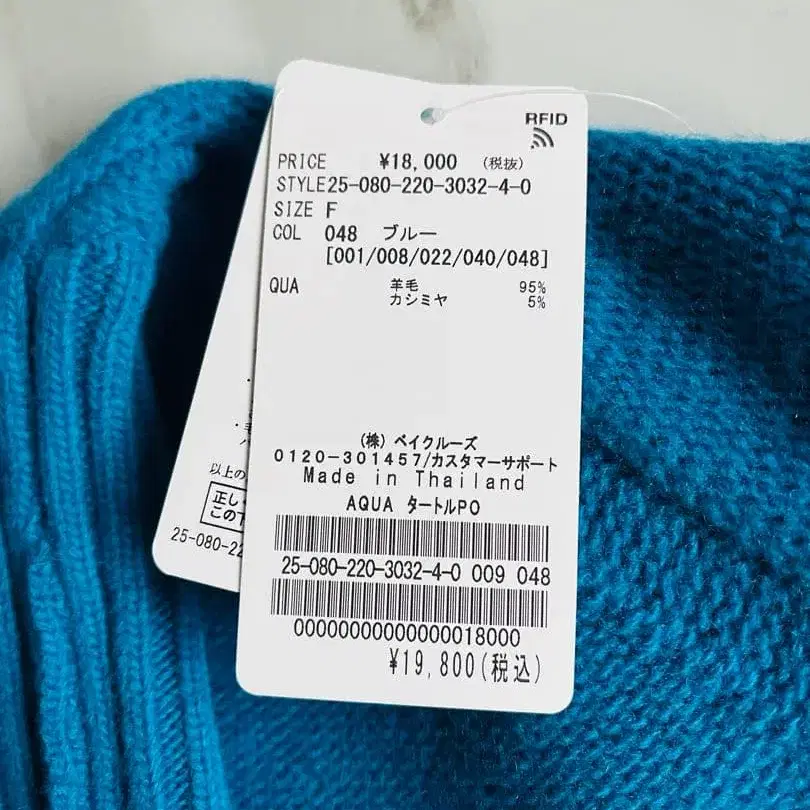 RFID
PRICE ¥18,000 (税抜)
STYLE25-080-220-3032-4-0
SIZE F
COL 048 ブルー
[001/008/022/040/048]
QUA 羊毛 95%
カシミヤ 5%
(株) ベイクルーズ
0120-301457/カスタマーサポート
Made in Thailand
AQUA タートルPO
25-080-220-3032-4-0 009 048
00000000000000018000
¥19,800(税込)
以上の
正し
この
25-080-22